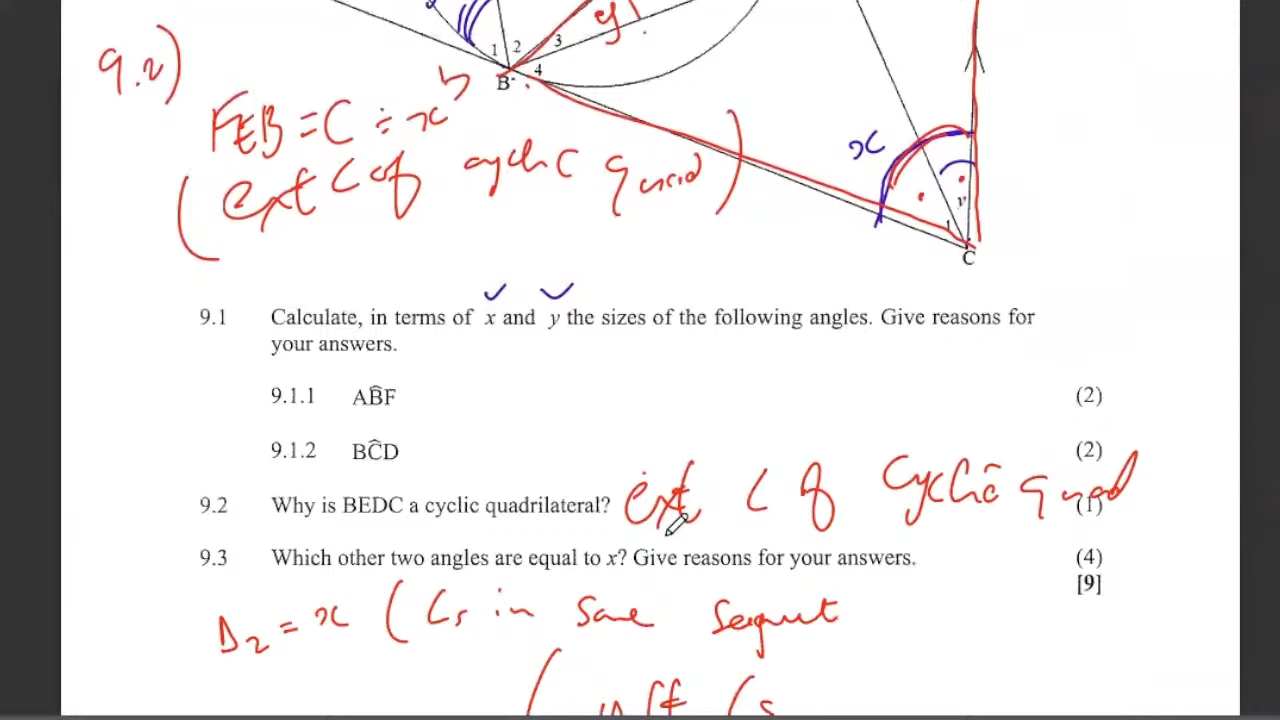 y
1 2 3
9.2)
B 4
FEB = C = x
x
(ext < of cyclic quad)
1 y
C
9.1 Calculate, in terms of x and y the sizes of the following angles. Give reasons for
your answers.
9.1.1 AB̂F (2)
9.1.2 BĈD (2)
9.2 Why is BEDC a cyclic quadrilateral? ext < of cyclic quad (1)
9.3 Which other two angles are equal to x? Give reasons for your answers. (4)
[9]
D2 = x (<s in same segment
(